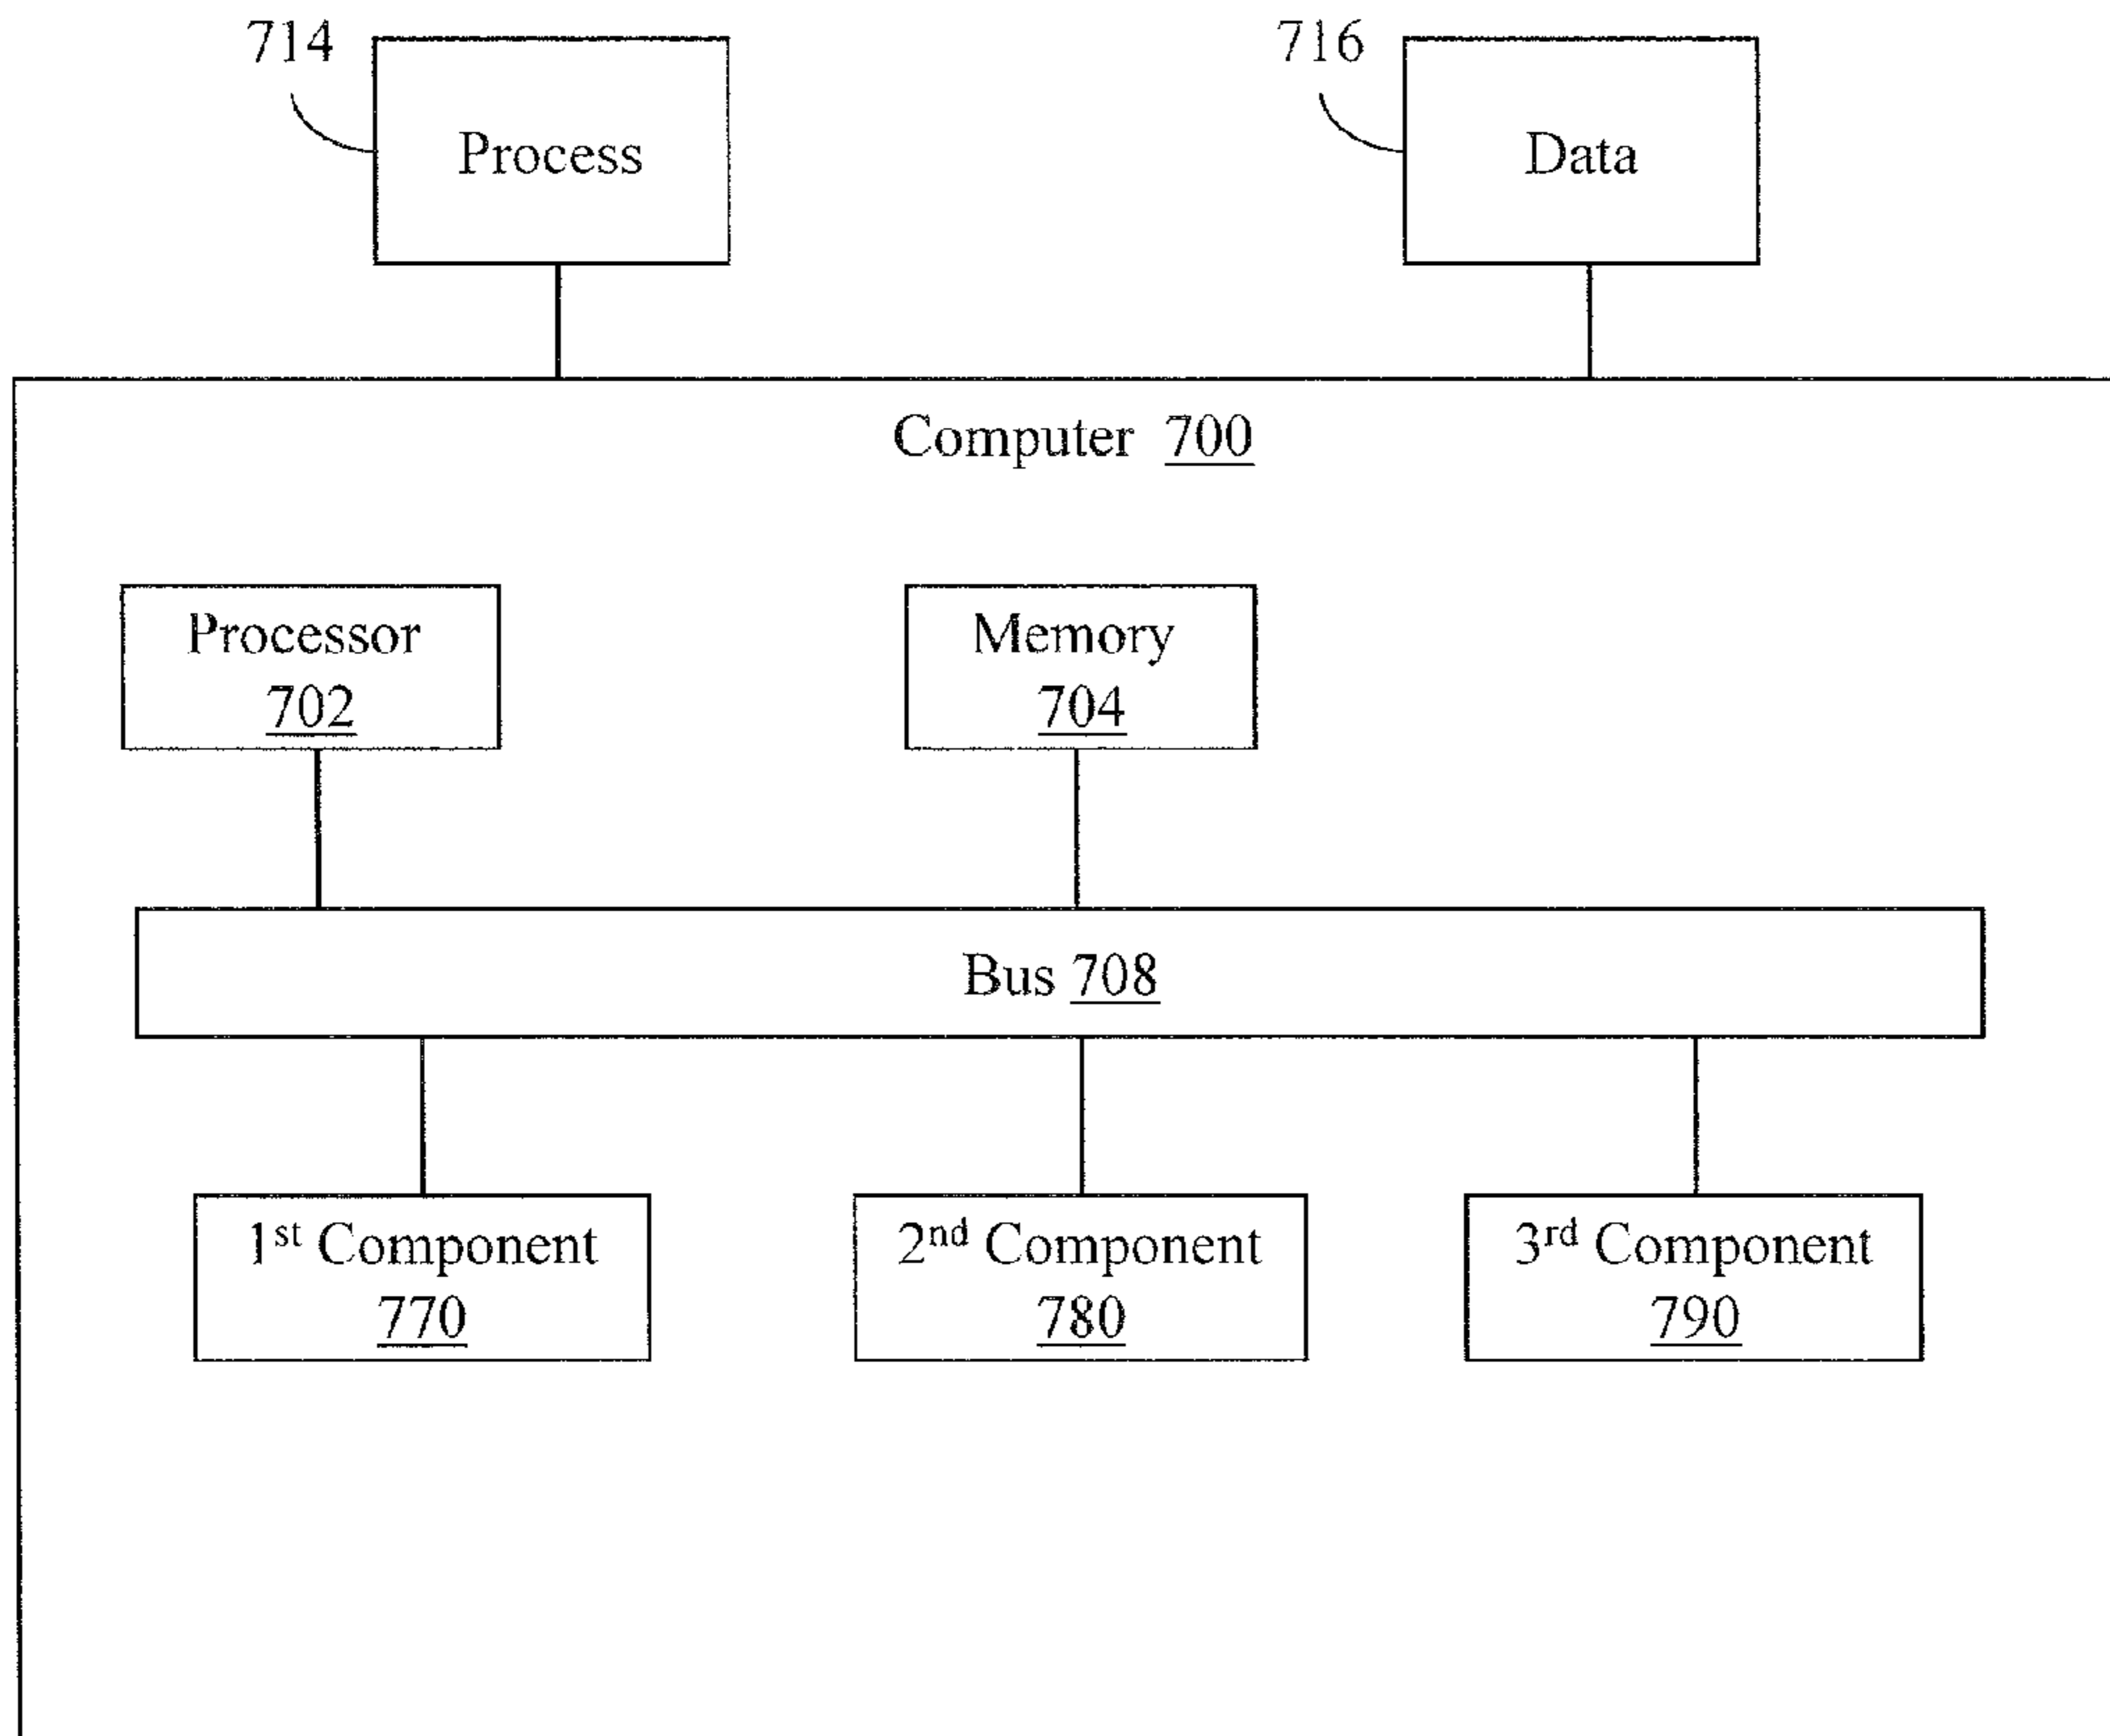 714
Process
716
Data
Computer 700
Processor
702
Memory
704
Bus 708
1st Component
770
2nd Component
780
3rd Component
790